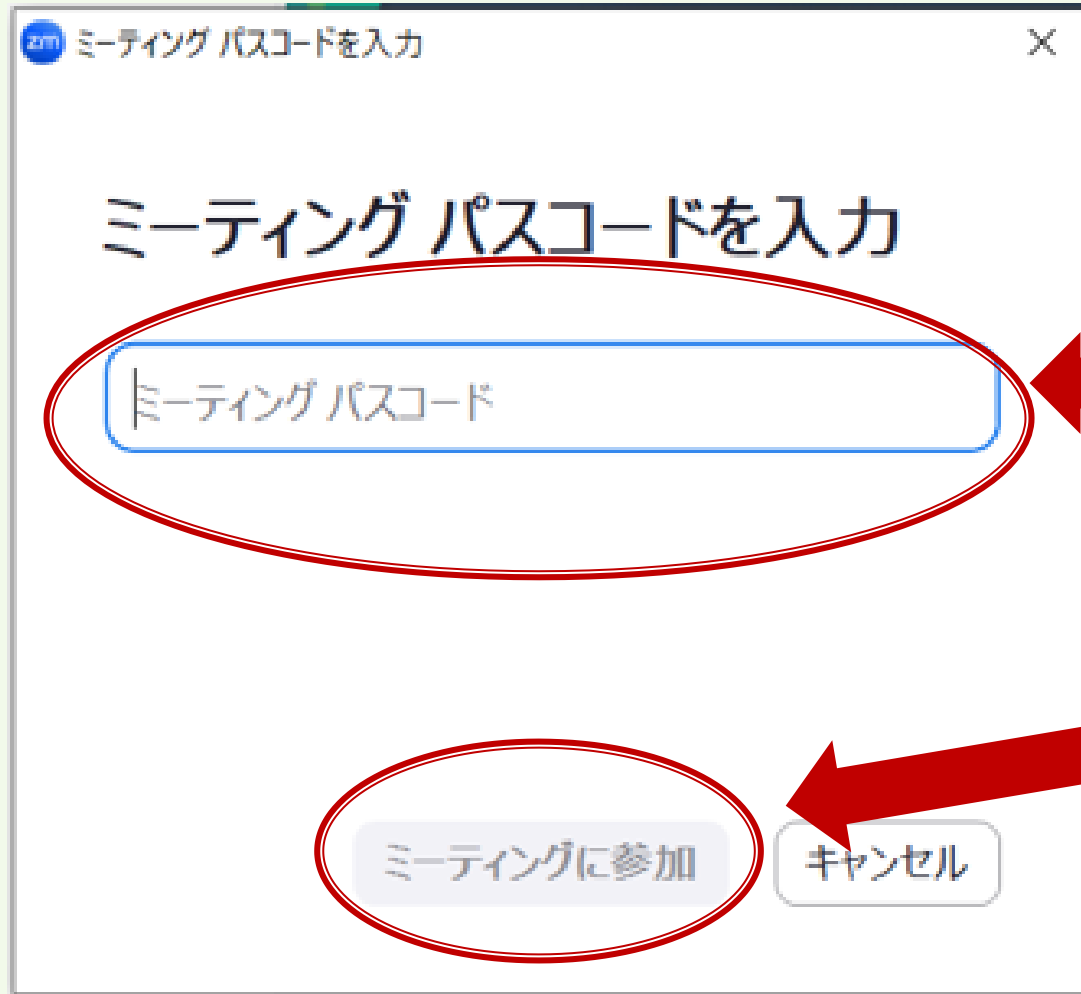 zm ミーティング パスコードを入力
ミーティング パスコードを入力
ミーティング パスコード
ミーティングに参加 キャンセル